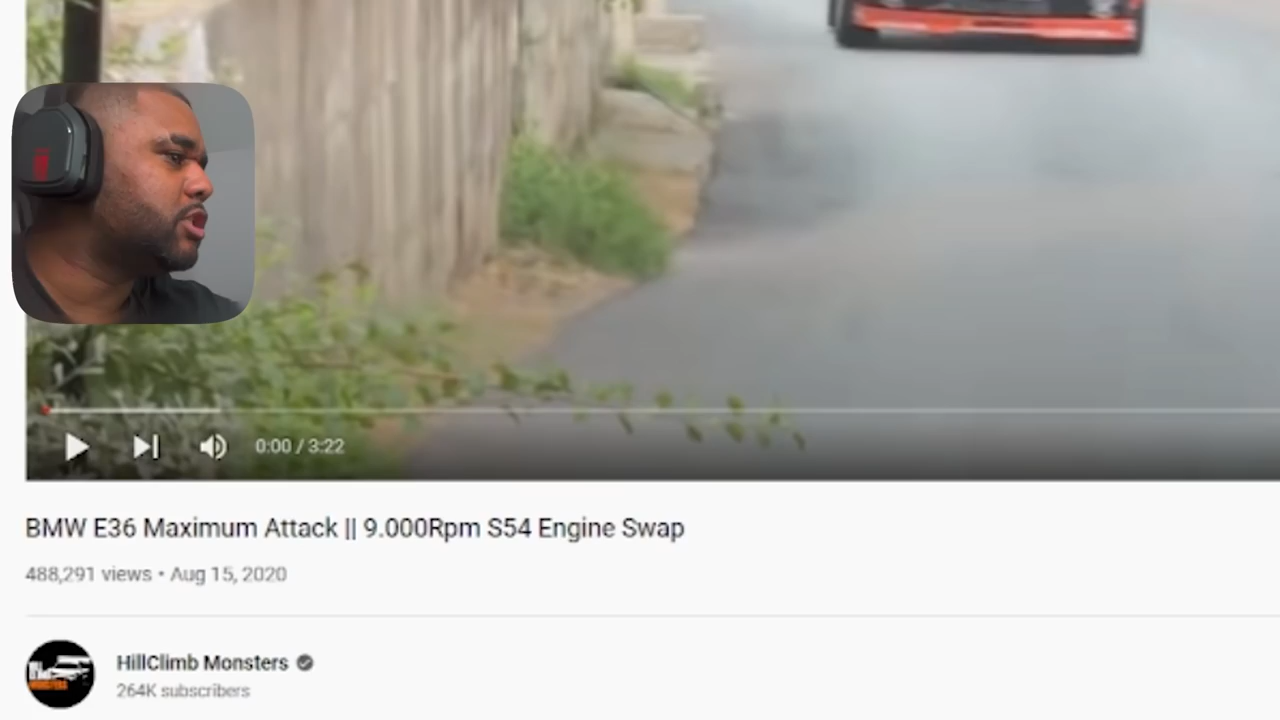 0:00 / 3:22
BMW E36 Maximum Attack || 9.000Rpm S54 Engine Swap
488,291 views • Aug 15, 2020
HillClimb Monsters
MONSTERS
264K subscribers